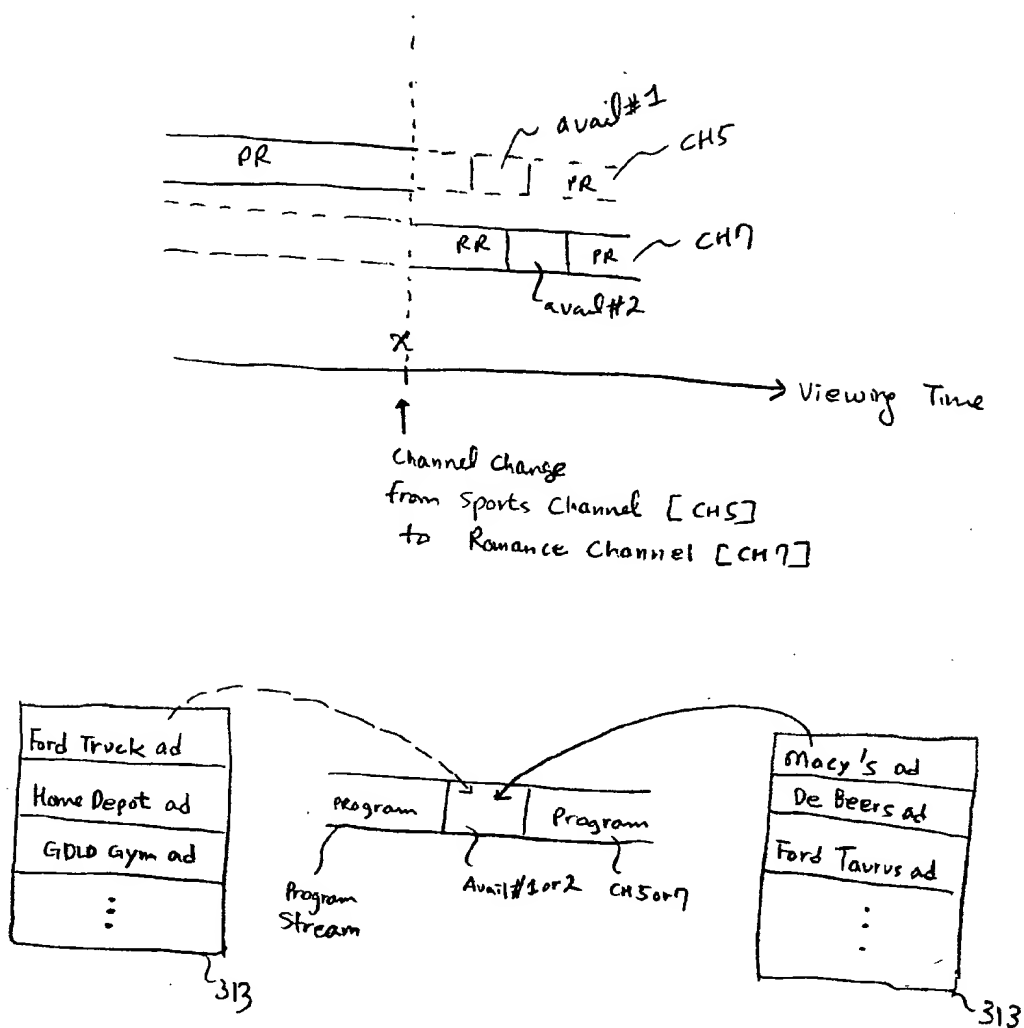 avail#1
PR
CH5
PR
RR
PR
CH7
avail#2
x
Viewing Time
Channel Change
from Sports Channel [CH5]
to Romance Channel [CH7]
Ford Truck ad
Home Depot ad
GOLD Gym ad
313
Program
Program
Program
Stream
Avail#1or2
CH5or7
Macy's ad
De Beers ad
Ford Taurus ad
313